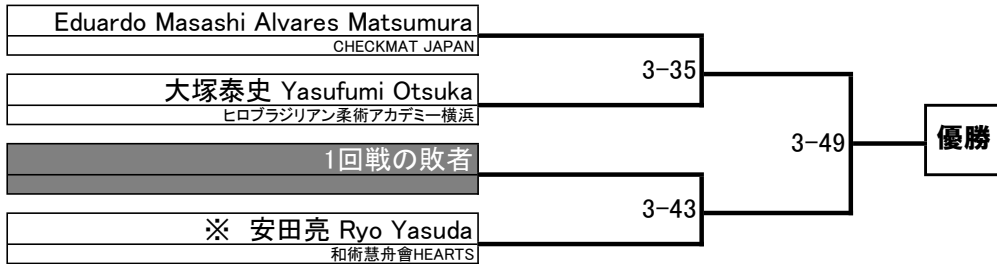 Eduardo Masashi Alvares Matsumura
CHECKMAT JAPAN
3-35
大塚泰史 Yasufumi Otsuka
ヒロブラジリアン柔術アカデミー横浜
3-49
優勝
1回戦の敗者
3-43
※ 安田亮 Ryo Yasuda
和術慧舟會HEARTS